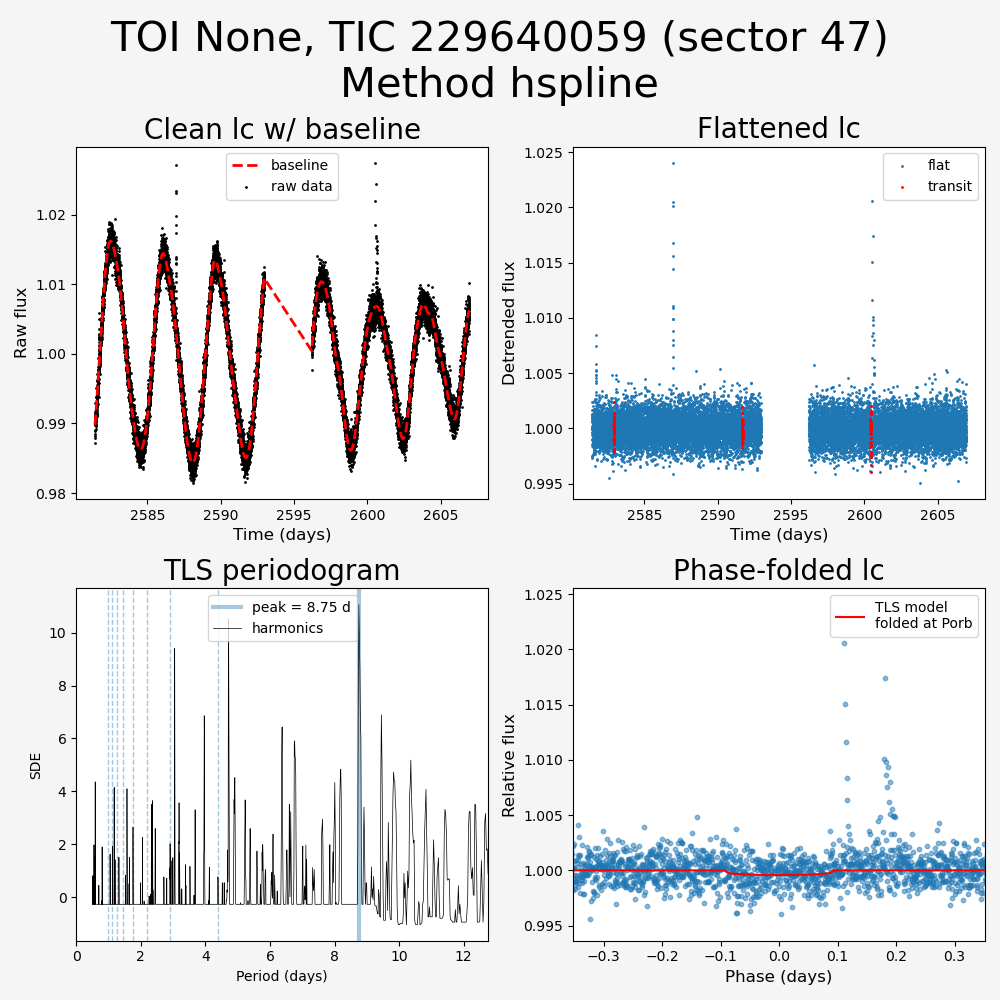 TOI None, TIC 229640059 (sector 47)
Method hspline
Clean lc w/ baseline
baseline
raw data
Raw flux
1.02
1.01
1.00
0.99
0.98
2585
2590
2595
2600
2605
Time (days)
Flattened lc
flat
transit
Detrended flux
1.025
1.020
1.015
1.010
1.005
1.000
0.995
2585
2590
2595
2600
2605
Time (days)
TLS periodogram
peak = 8.75 d
harmonics
SDE
10
8
6
4
2
0
0
2
4
6
8
10
12
Period (days)
Phase-folded lc
TLS model
folded at Porb
Relative flux
1.025
1.020
1.015
1.010
1.005
1.000
0.995
−0.3
−0.2
−0.1
0.0
0.1
0.2
0.3
Phase (days)